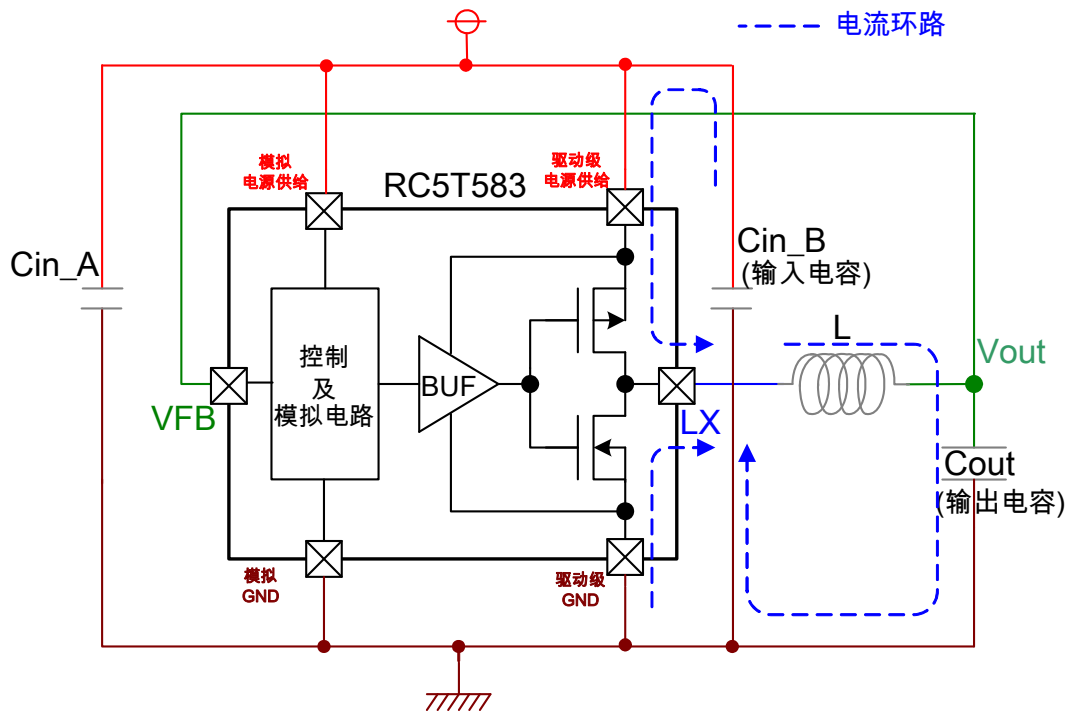 电流环路
模拟
电源供给
RC5T583
驱动级
电源供给
Cin_A
Cin_B
(输入电容)
控制
及
模拟电路
BUF
L
Vout
VFB
LX
Cout
(输出电容)
模拟
GND
驱动级
GND